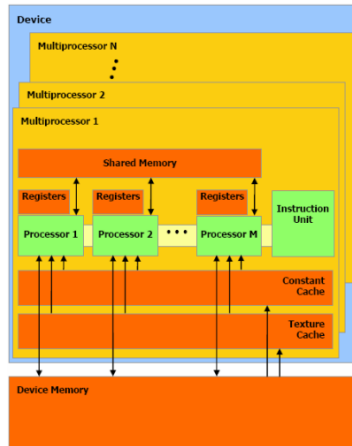 Device
Multiprocessor N
Multiprocessor 2
Multiprocessor 1
Shared Memory
Registers
Registers
Registers
Processor 1
Processor 2
Processor M
Instruction
Unit
Constant
Cache
Texture
Cache
Device Memory